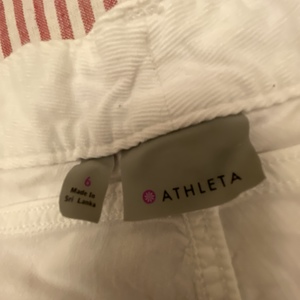 6
Made in
Sri Lanka
ATHLETA